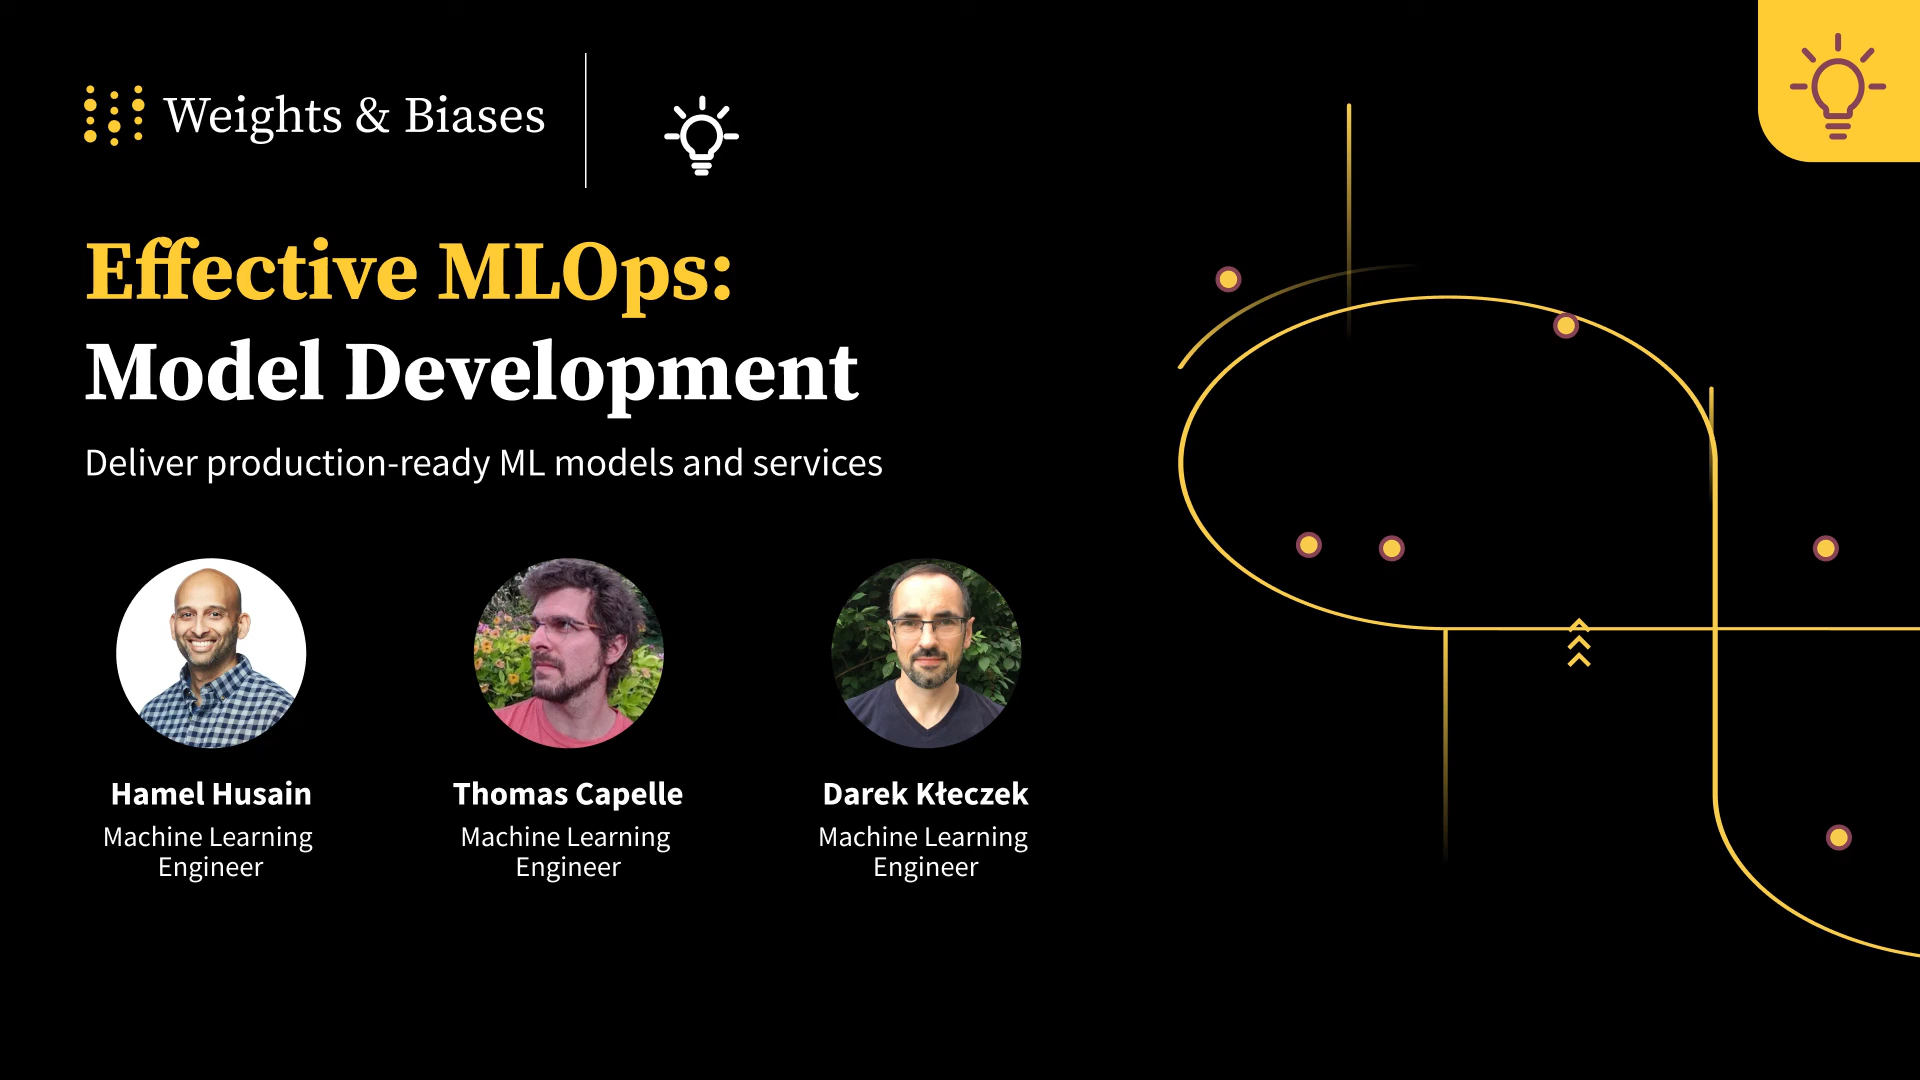 Weights & Biases
Effective MLOps:
Model Development
Deliver production-ready ML models and services
Hamel Husain
Machine Learning
Engineer
Thomas Capelle
Machine Learning
Engineer
Darek Kłeczek
Machine Learning
Engineer